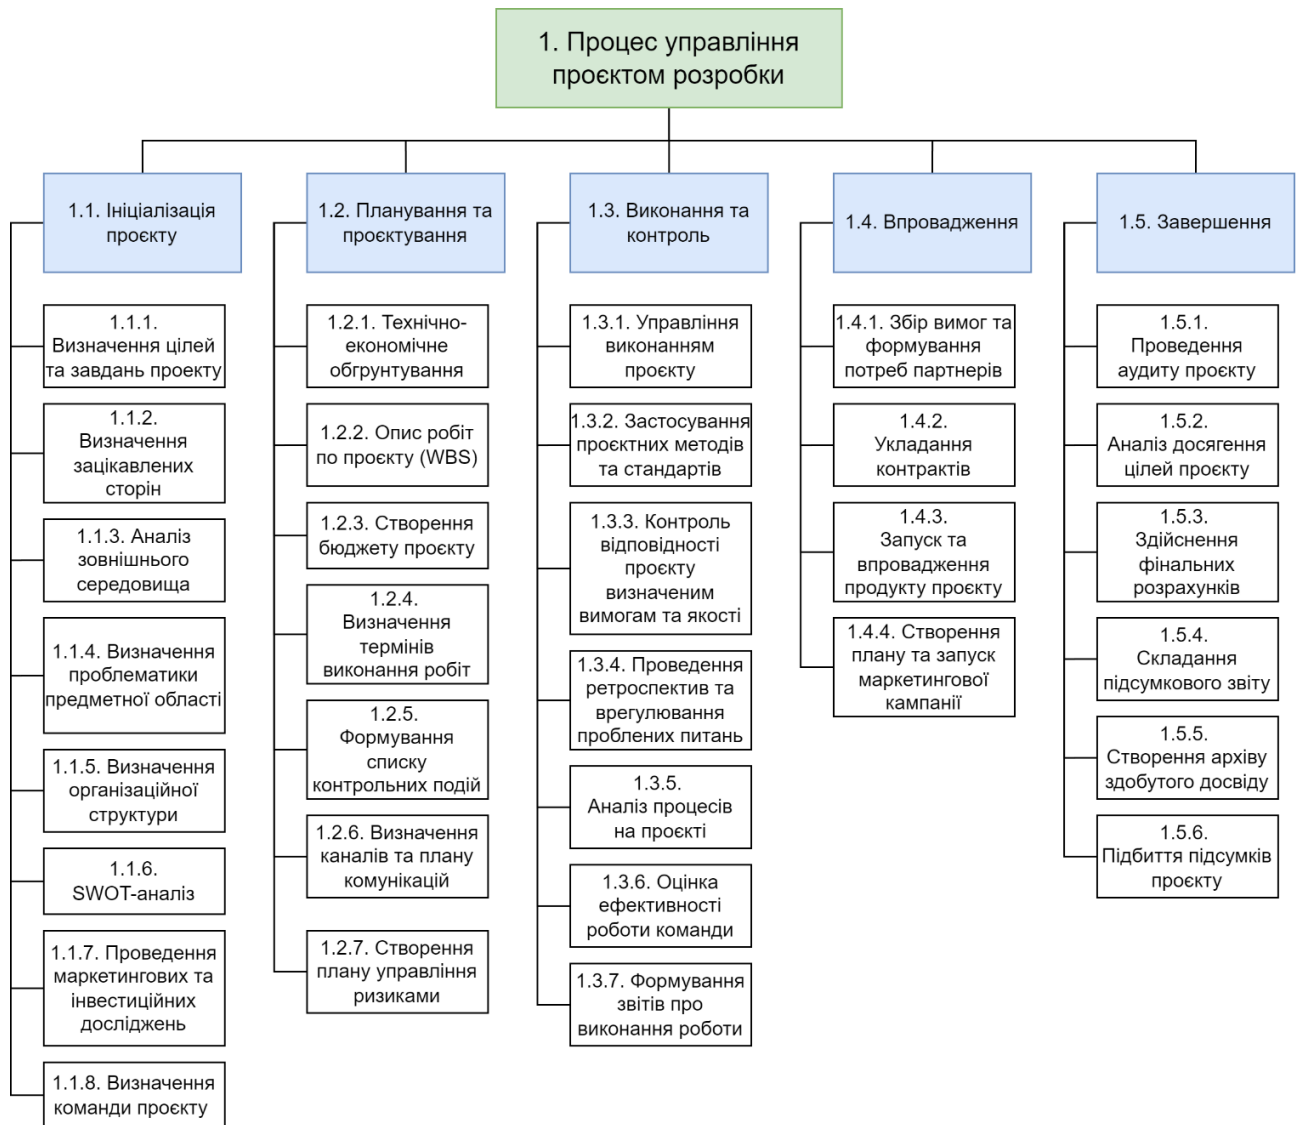 1. Процес управління
проєктом розробки
1.1. Ініціалізація
проєкту
1.1.1.
Визначення цілей
та завдань проекту
1.1.2.
Визначення
зацікавлених
сторін
1.1.3. Аналіз
зовнішнього
середовища
1.1.4. Визначення
проблематики
предметної області
1.1.5. Визначення
організаційної
структури
1.1.6.
SWOT-аналіз
1.1.7. Проведення
маркетингових та
інвестиційних
досліджень
1.1.8. Визначення
команди проєкту
1.2. Планування та
проєктування
1.2.1. Технічно-
економічне
обгрунтування
1.2.2. Опис робіт
по проєкту (WBS)
1.2.3. Створення
бюджету проєкту
1.2.4.
Визначення
термінів
виконання робіт
1.2.5.
Формування
списку
контрольних подій
1.2.6. Визначення
каналів та плану
комунікацій
1.2.7. Створення
плану управління
ризиками
1.3. Виконання та
контроль
1.3.1. Управління
виконанням
проєкту
1.3.2. Застосування
проєктних методів
та стандартів
1.3.3. Контроль
відповідності
проєкту
визначеним
вимогам та якості
1.3.4. Проведення
ретроспектив та
врегулювання
проблених питань
1.3.5.
Аналіз процесів
на проєкті
1.3.6. Оцінка
ефективності
роботи команди
1.3.7. Формування
звітів про
виконання роботи
1.4. Впровадження
1.4.1. Збір вимог та
формування
потреб партнерів
1.4.2.
Укладання
контрактів
1.4.3.
Запуск та
впровадження
продукту проєкту
1.4.4. Створення
плану та запуск
маркетингової
кампанії
1.5. Завершення
1.5.1.
Проведення
аудиту проєкту
1.5.2.
Аналіз досягення
цілей проєкту
1.5.3.
Здійснення
фінальних
розрахунків
1.5.4.
Складання
підсумкового звіту
1.5.5.
Створення архіву
здобутого досвіду
1.5.6.
Підбиття підсумків
проєкту